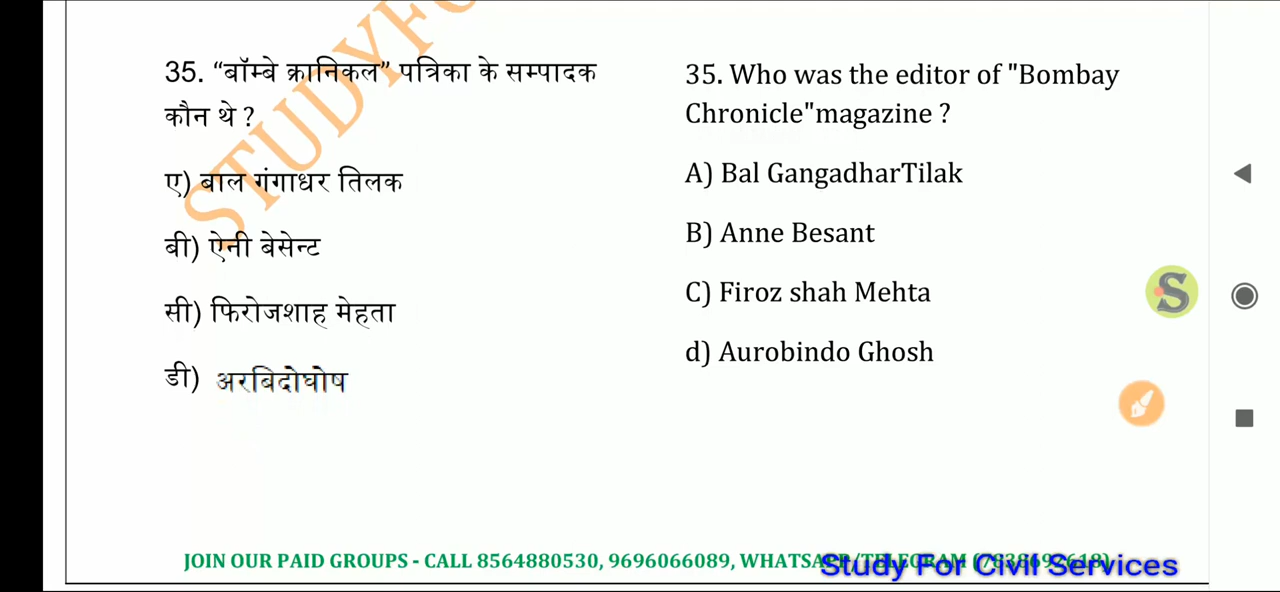 35. “बॉम्बे क्रानिकल” पत्रिका के सम्पादक
कौन थे ?
ए) बाल गंगाधर तिलक
बी) ऐनी बेसेन्ट
सी) फिरोजशाह मेहता
डी) अरबिदोघोष
35. Who was the editor of "Bombay
Chronicle"magazine ?
A) Bal GangadharTilak
B) Anne Besant
C) Firoz shah Mehta
d) Aurobindo Ghosh
STUDYFO
S
JOIN OUR PAID GROUPS - CALL 8564880530, 9696066089, WHATSAPP/TELEGRAM (7838692618)
Study For Civil Services